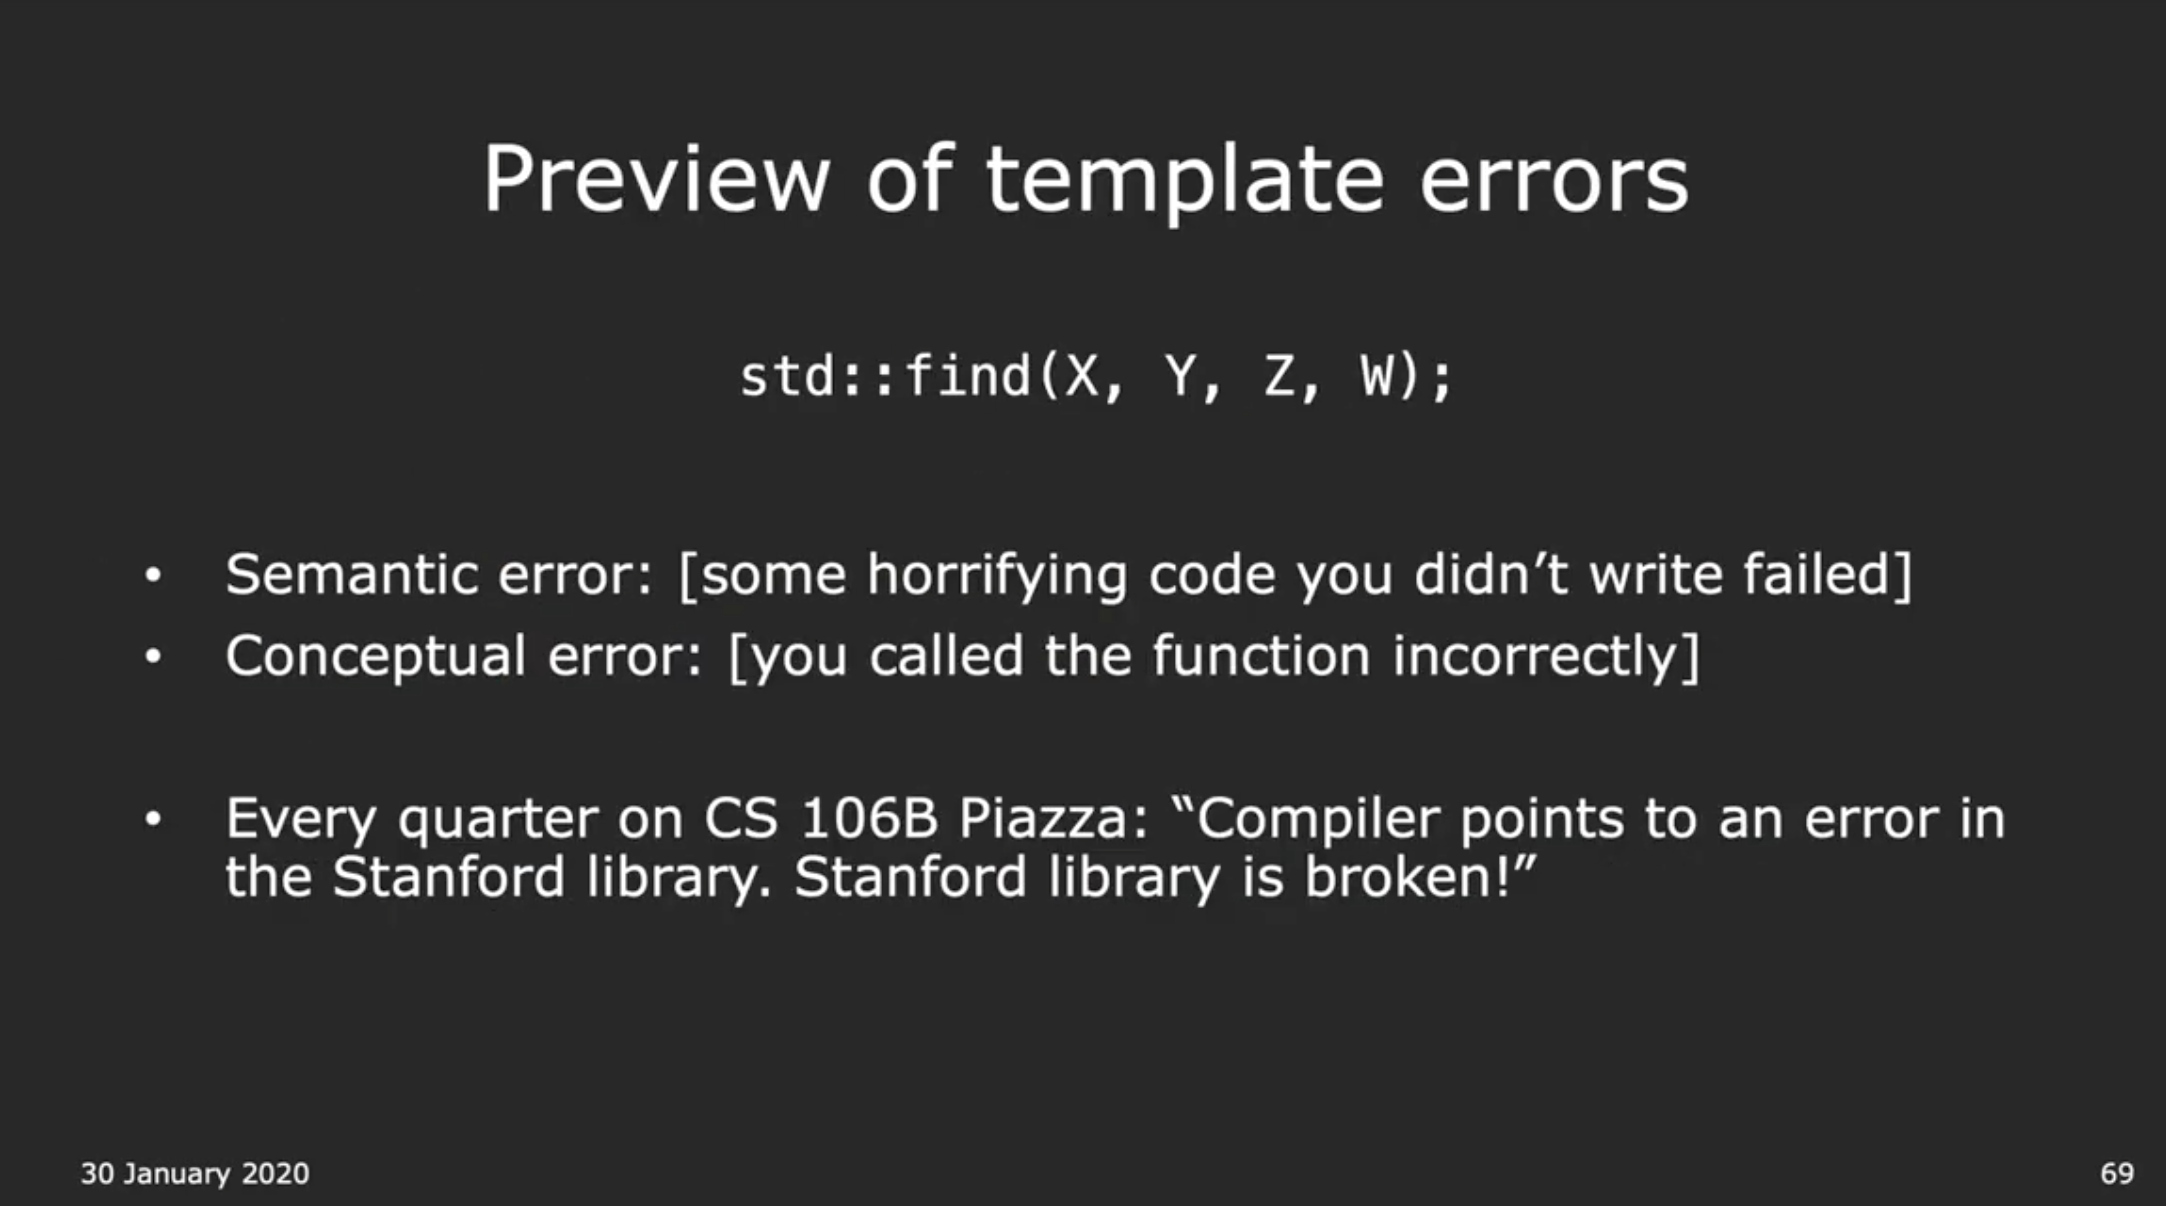 Preview of template errors
std::find(X, Y, Z, W);
• Semantic error: [some horrifying code you didn’t write failed]
• Conceptual error: [you called the function incorrectly]
• Every quarter on CS 106B Piazza: “Compiler points to an error in
the Stanford library. Stanford library is broken!”
30 January 2020
69